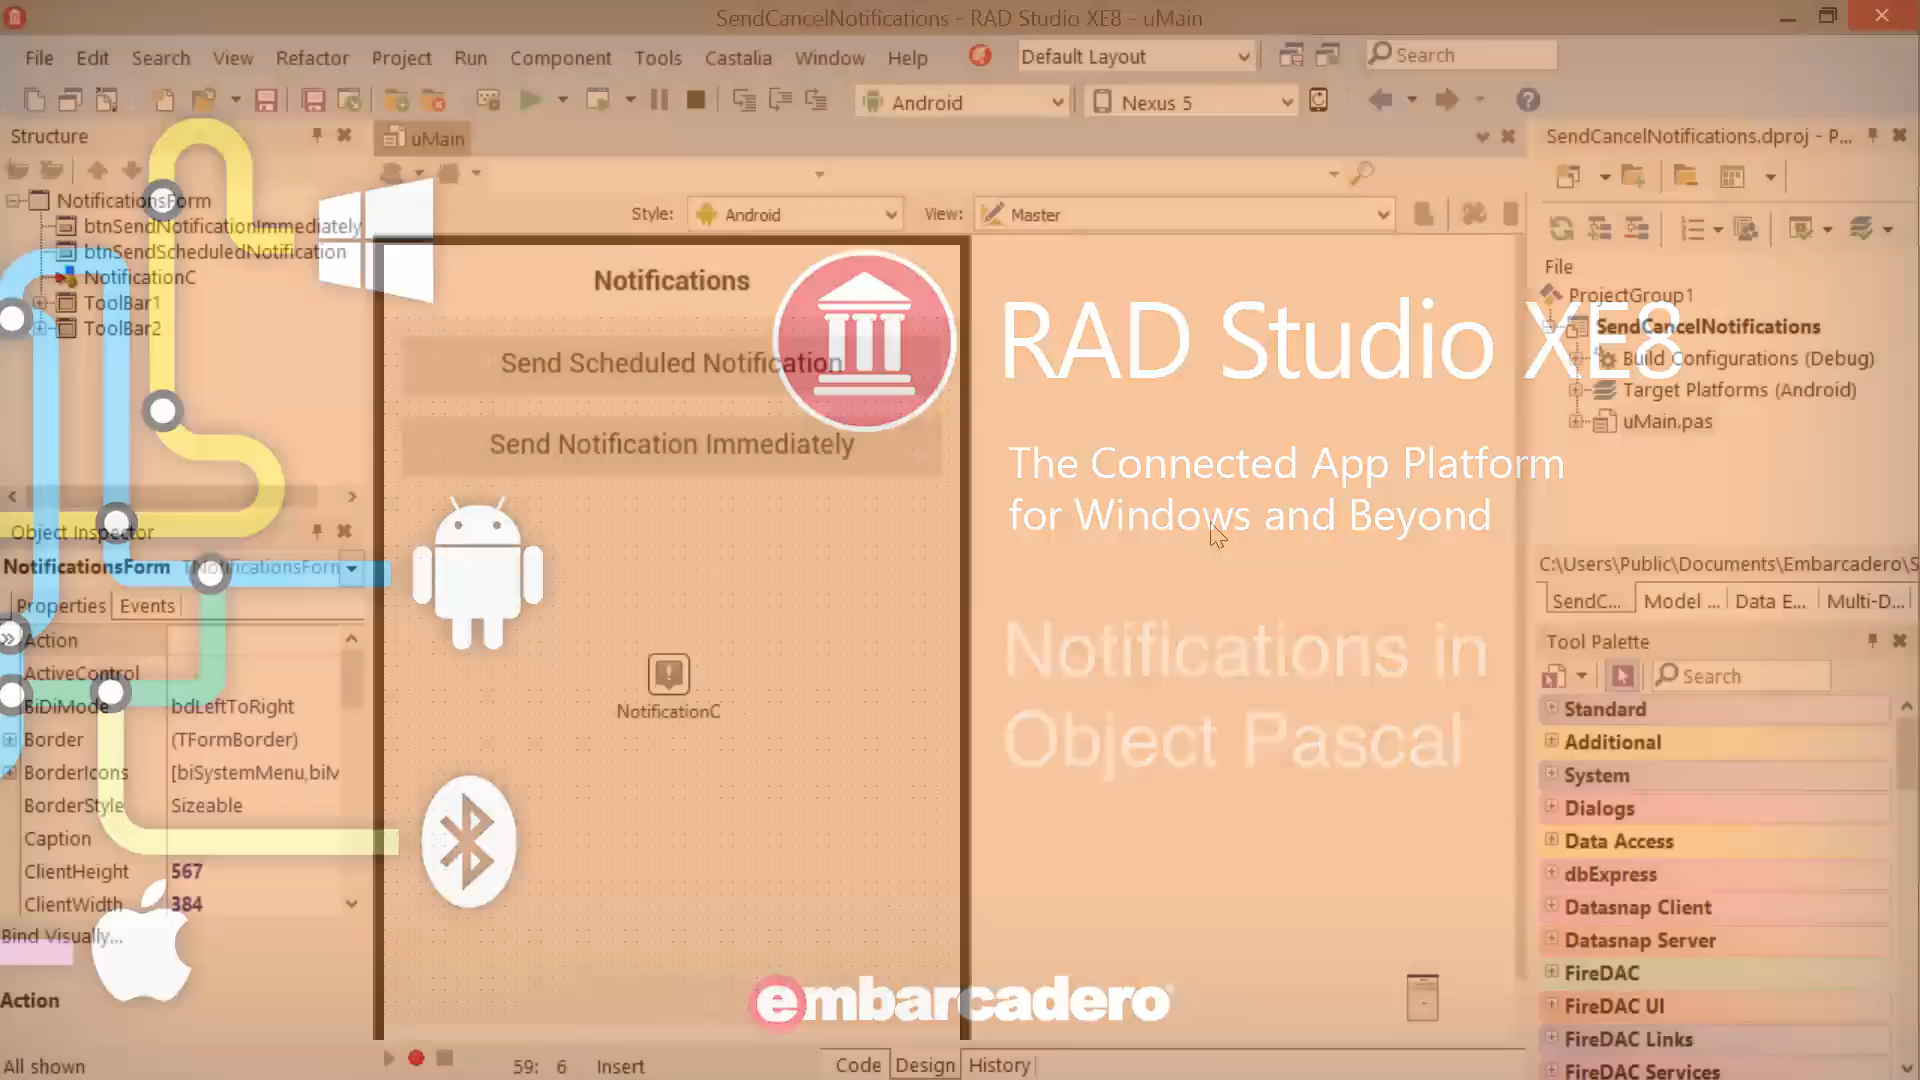 SendCancelNotifications - RAD Studio XE8 - uMain
File Edit Search View Refactor Project Run Component Tools Castalia Window Help
Default Layout
Search
Android
Nexus 5
Structure
uMain
SendCancelNotifications.dproj - P...
NotificationsForm
btnSendNotificationImmediately
btnSendScheduledNotification
NotificationC
ToolBar1
ToolBar2
Style:
Android
View:
Master
Notifications
Send Scheduled Notification
Send Notification Immediately
NotificationC
RAD Studio XE8
The Connected App Platform
for Windows and Beyond
Notifications in
Object Pascal
embarcadero
File
ProjectGroup1
SendCancelNotifications
Build Configurations (Debug)
Target Platforms (Android)
uMain.pas
Object Inspector
NotificationsForm TNotificationsForn
Properties Events
Action
ActiveControl
BiDiMode bdLeftToRight
Border (TFormBorder)
BorderIcons [biSystemMenu,biM
BorderStyle Sizeable
Caption
ClientHeight 567
ClientWidth 384
Bind Visually...
Action
All shown
59: 6 Insert
Code Design History
C:\Users\Public\Documents\Embarcadero\S
SendC... Model ... Data E... Multi-D...
Tool Palette
Search
Standard
Additional
System
Dialogs
Data Access
dbExpress
Datasnap Client
Datasnap Server
FireDAC
FireDAC UI
FireDAC Links
FireDAC Services